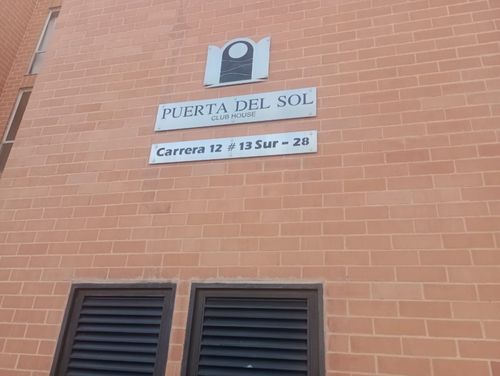 PUERTA DEL SOL
CLUB HOUSE
Carrera 12 # 13 Sur - 28